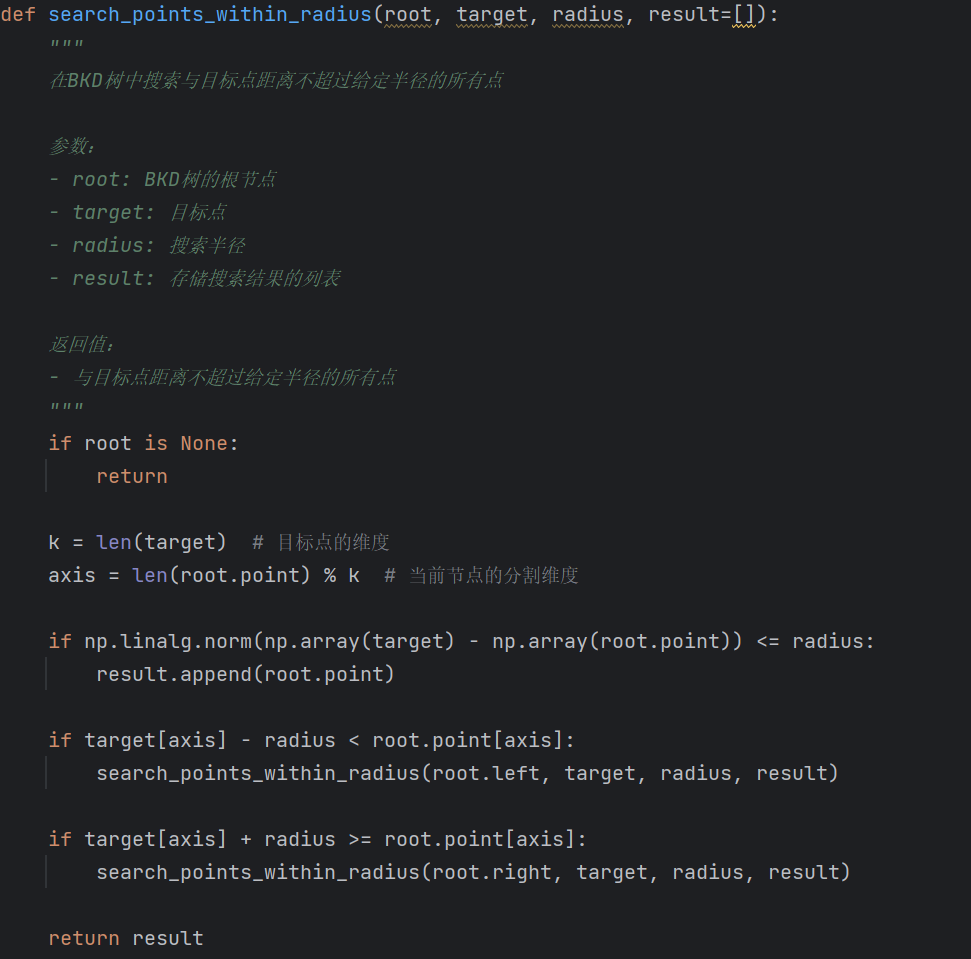 def search_points_within_radius(root, target, radius, result=[]):
    """
    在BKD树中搜索与目标点距离不超过给定半径的所有点

    参数：
    - root: BKD树的根节点
    - target: 目标点
    - radius: 搜索半径
    - result: 存储搜索结果的列表

    返回值：
    - 与目标点距离不超过给定半径的所有点
    """
    if root is None:
        return

    k = len(target)  # 目标点的维度
    axis = len(root.point) % k  # 当前节点的分割维度

    if np.linalg.norm(np.array(target) - np.array(root.point)) <= radius:
        result.append(root.point)

    if target[axis] - radius < root.point[axis]:
        search_points_within_radius(root.left, target, radius, result)

    if target[axis] + radius >= root.point[axis]:
        search_points_within_radius(root.right, target, radius, result)

    return result